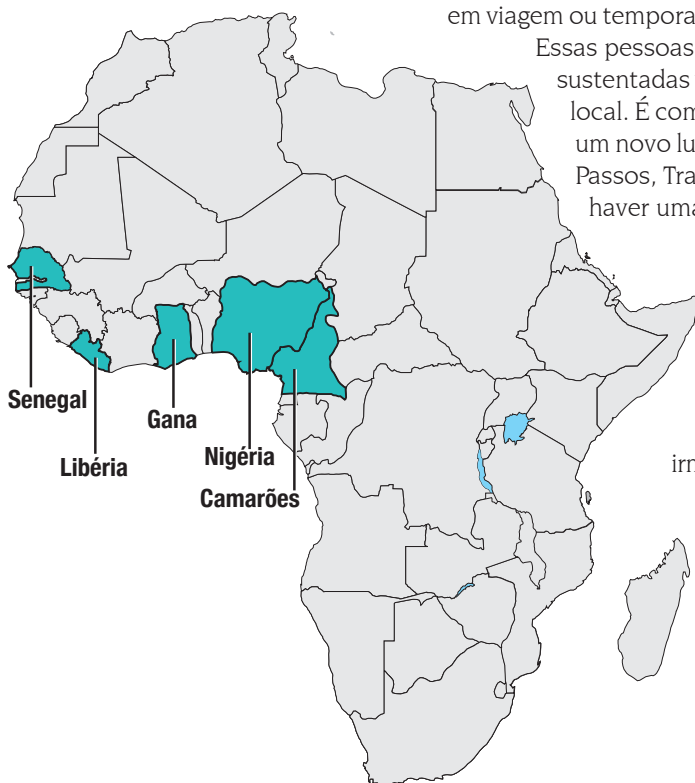 em viagem ou tempora
Essas pessoas
sustentadas
local. É com
um novo lu
Passos, Tra
haver uma
Senegal
Gana
Libéria
Nigéria
Camarões
irn